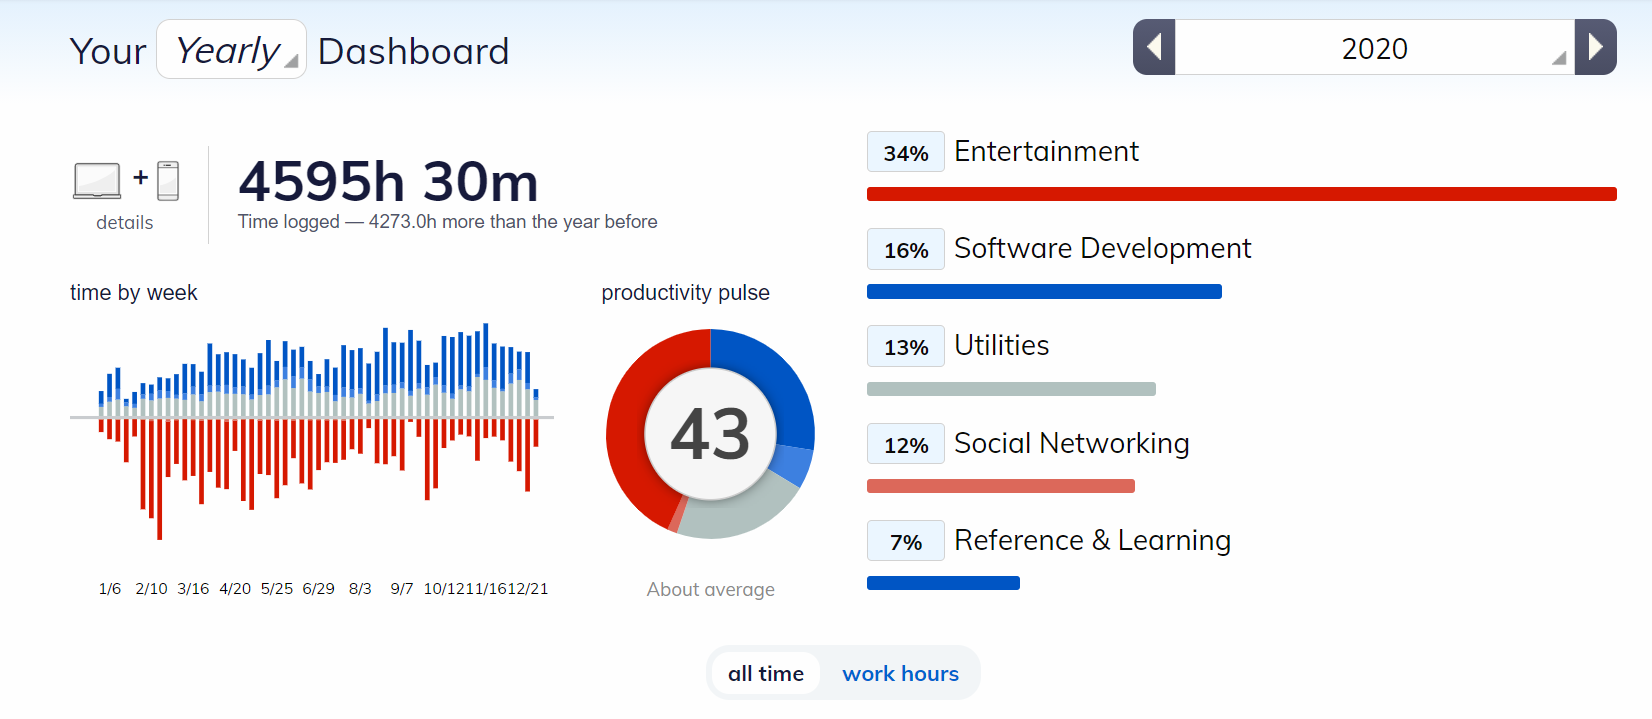 Your Yearly Dashboard
2020
+
details
4595h 30m
Time logged — 4273.0h more than the year before
time by week
1/6 2/10 3/16 4/20 5/25 6/29 8/3 9/7 10/12 11/16 12/21
productivity pulse
43
About average
34% Entertainment
16% Software Development
13% Utilities
12% Social Networking
7% Reference & Learning
all time work hours